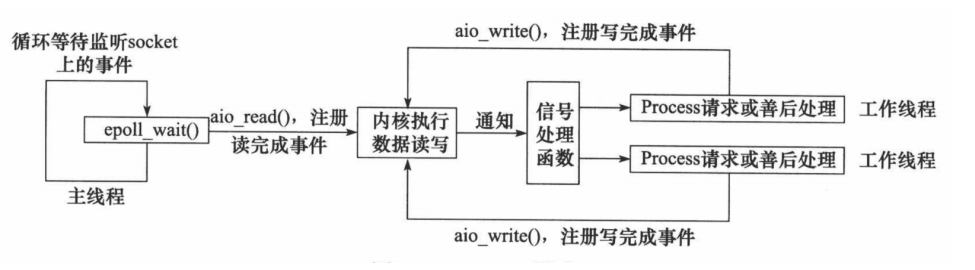 aio_write(), 注册写完成事件
循环等待监听socket
上的事件
epoll_wait()
主线程
aio_read(), 注册
读完成事件
内核执行
数据读写
通知
信号
处理
函数
Process请求或善后处理
工作线程
Process请求或善后处理
工作线程
aio_write(), 注册写完成事件